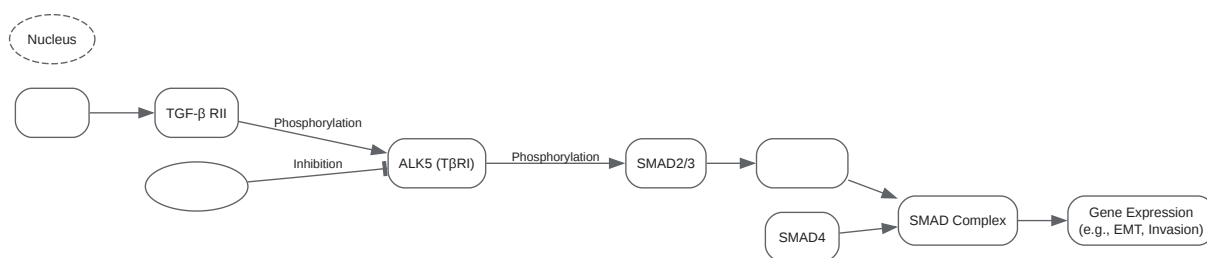 Nucleus
TGF-β RII
Phosphorylation
Inhibition
ALK5 (TβRI)
Phosphorylation
SMAD2/3
SMAD4
SMAD Complex
Gene Expression
(e.g., EMT, Invasion)